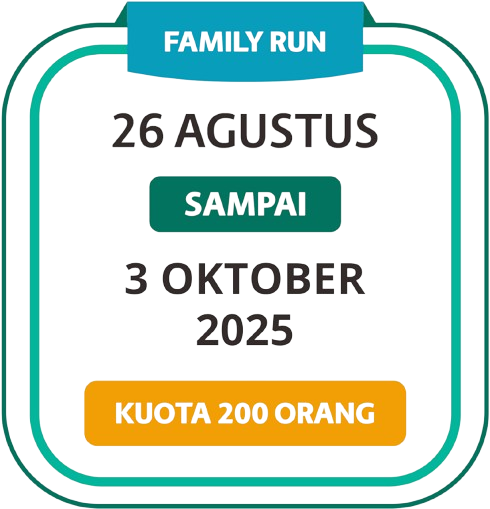 FAMILY RUN
26 AGUSTUS
SAMPAI
3 OKTOBER
2025
KUOTA 200 ORANG